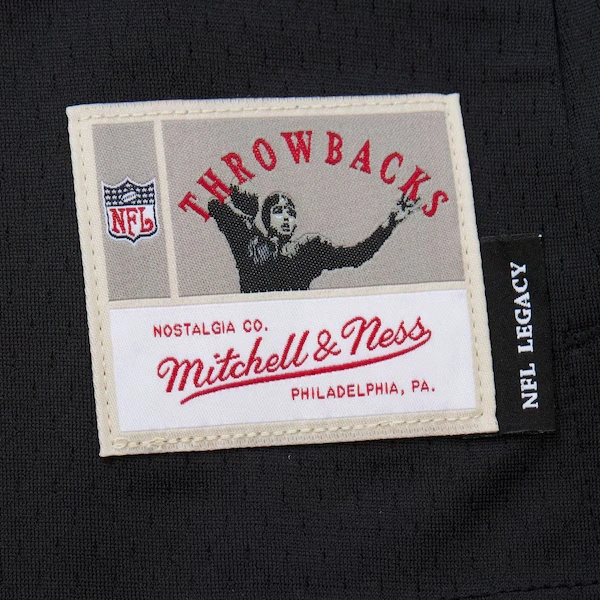 THROWBACKS
NFL
NOSTALGIA CO.
Mitchell & Ness
PHILADELPHIA, PA.
NFL LEGACY